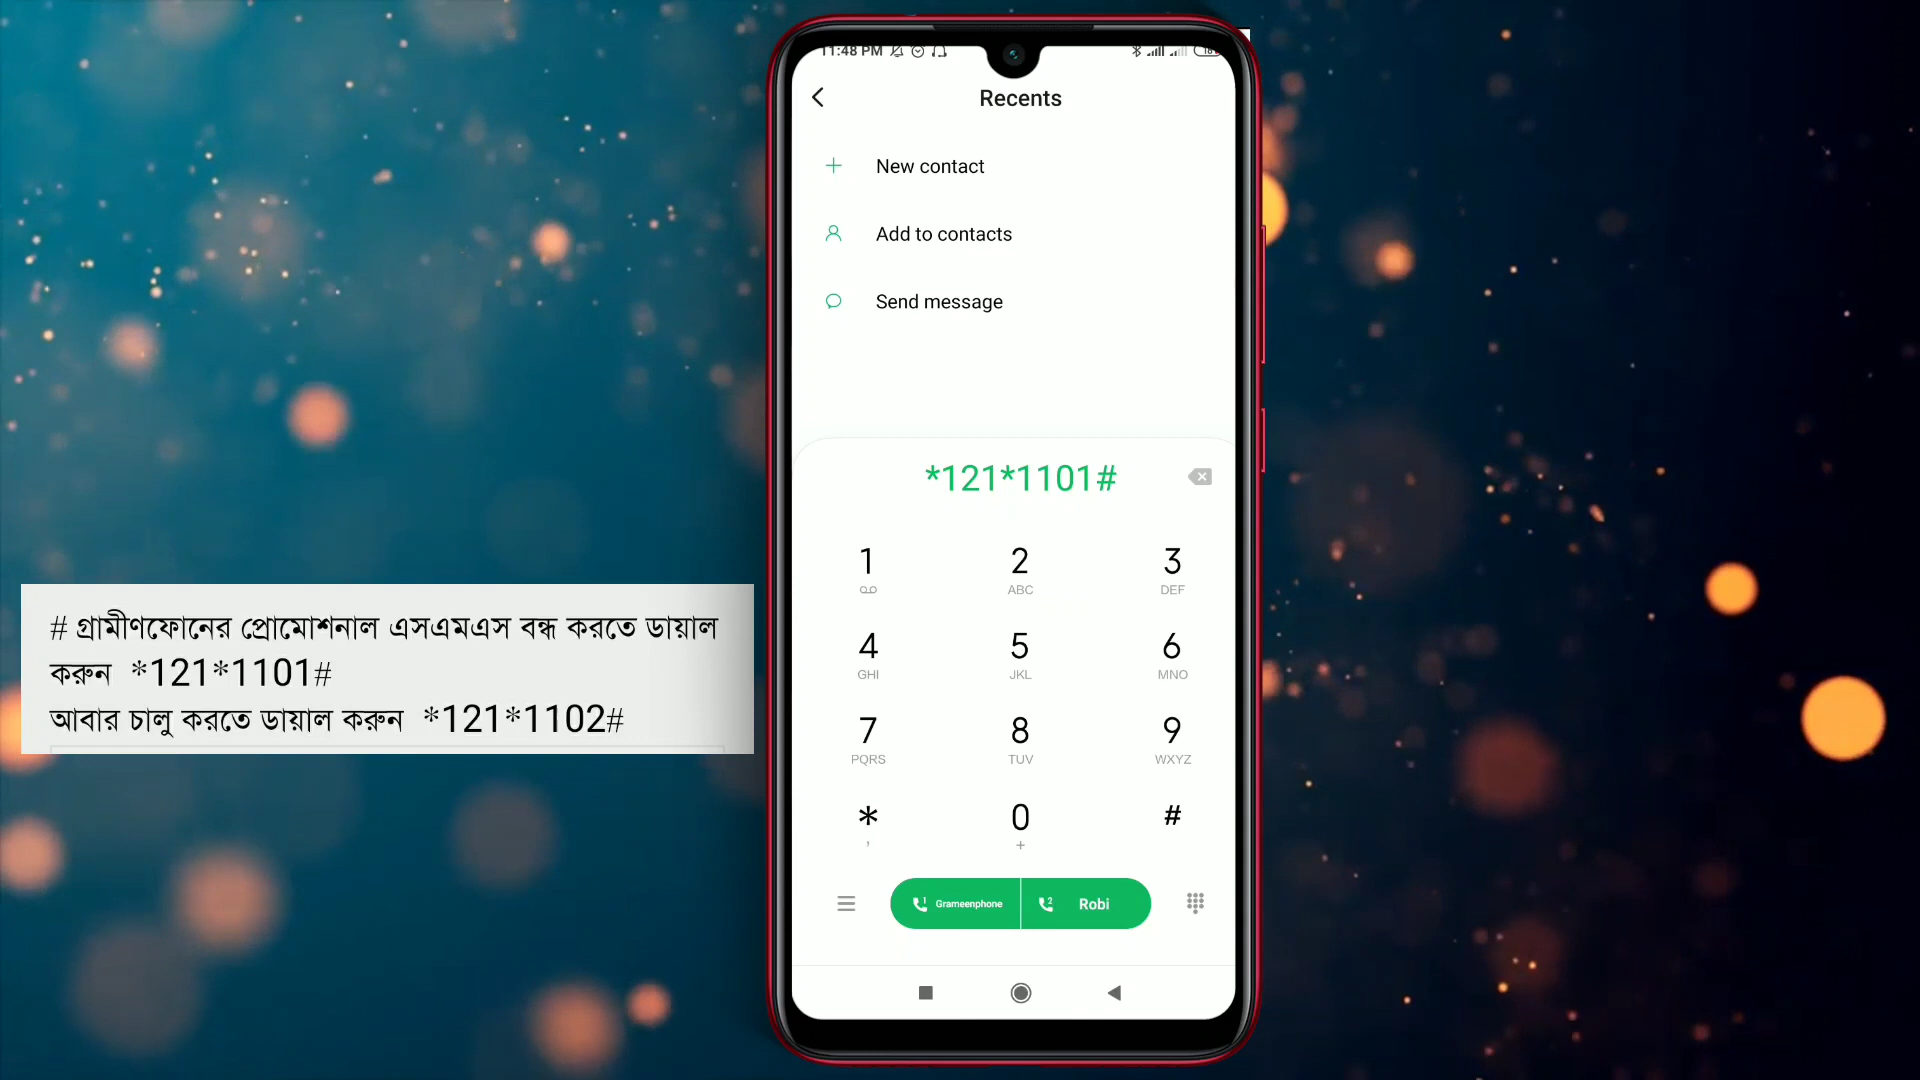 11:48 PM
Recents
New contact
Add to contacts
Send message
*121*1101#
1 2 3
ABC DEF
4 5 6
GHI JKL MNO
7 8 9
PQRS TUV WXYZ
* 0 #
, +
1 Grameenphone 2 Robi
# গ্রামীণফোনের প্রোমোশনাল এসএমএস বন্ধ করতে ডায়াল
করুন *121*1101#
আবার চালু করতে ডায়াল করুন *121*1102#